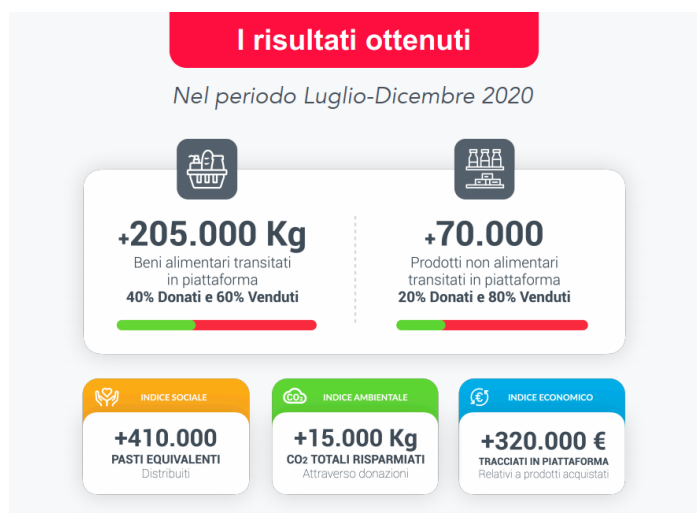 I risultati ottenuti
Nel periodo Luglio-Dicembre 2020
+205.000 Kg
Beni alimentari transitati
in piattaforma
40% Donati e 60% Venduti
+70.000
Prodotti non alimentari
transitati in piattaforma
20% Donati e 80% Venduti
INDICE SOCIALE
+410.000
PASTI EQUIVALENTI
Distribuiti
CO2
INDICE AMBIENTALE
+15.000 Kg
CO2 TOTALI RISPARMIATI
Attraverso donazioni
€
INDICE ECONOMICO
+320.000 €
TRACCIATI IN PIATTAFORMA
Relativi a prodotti acquistati